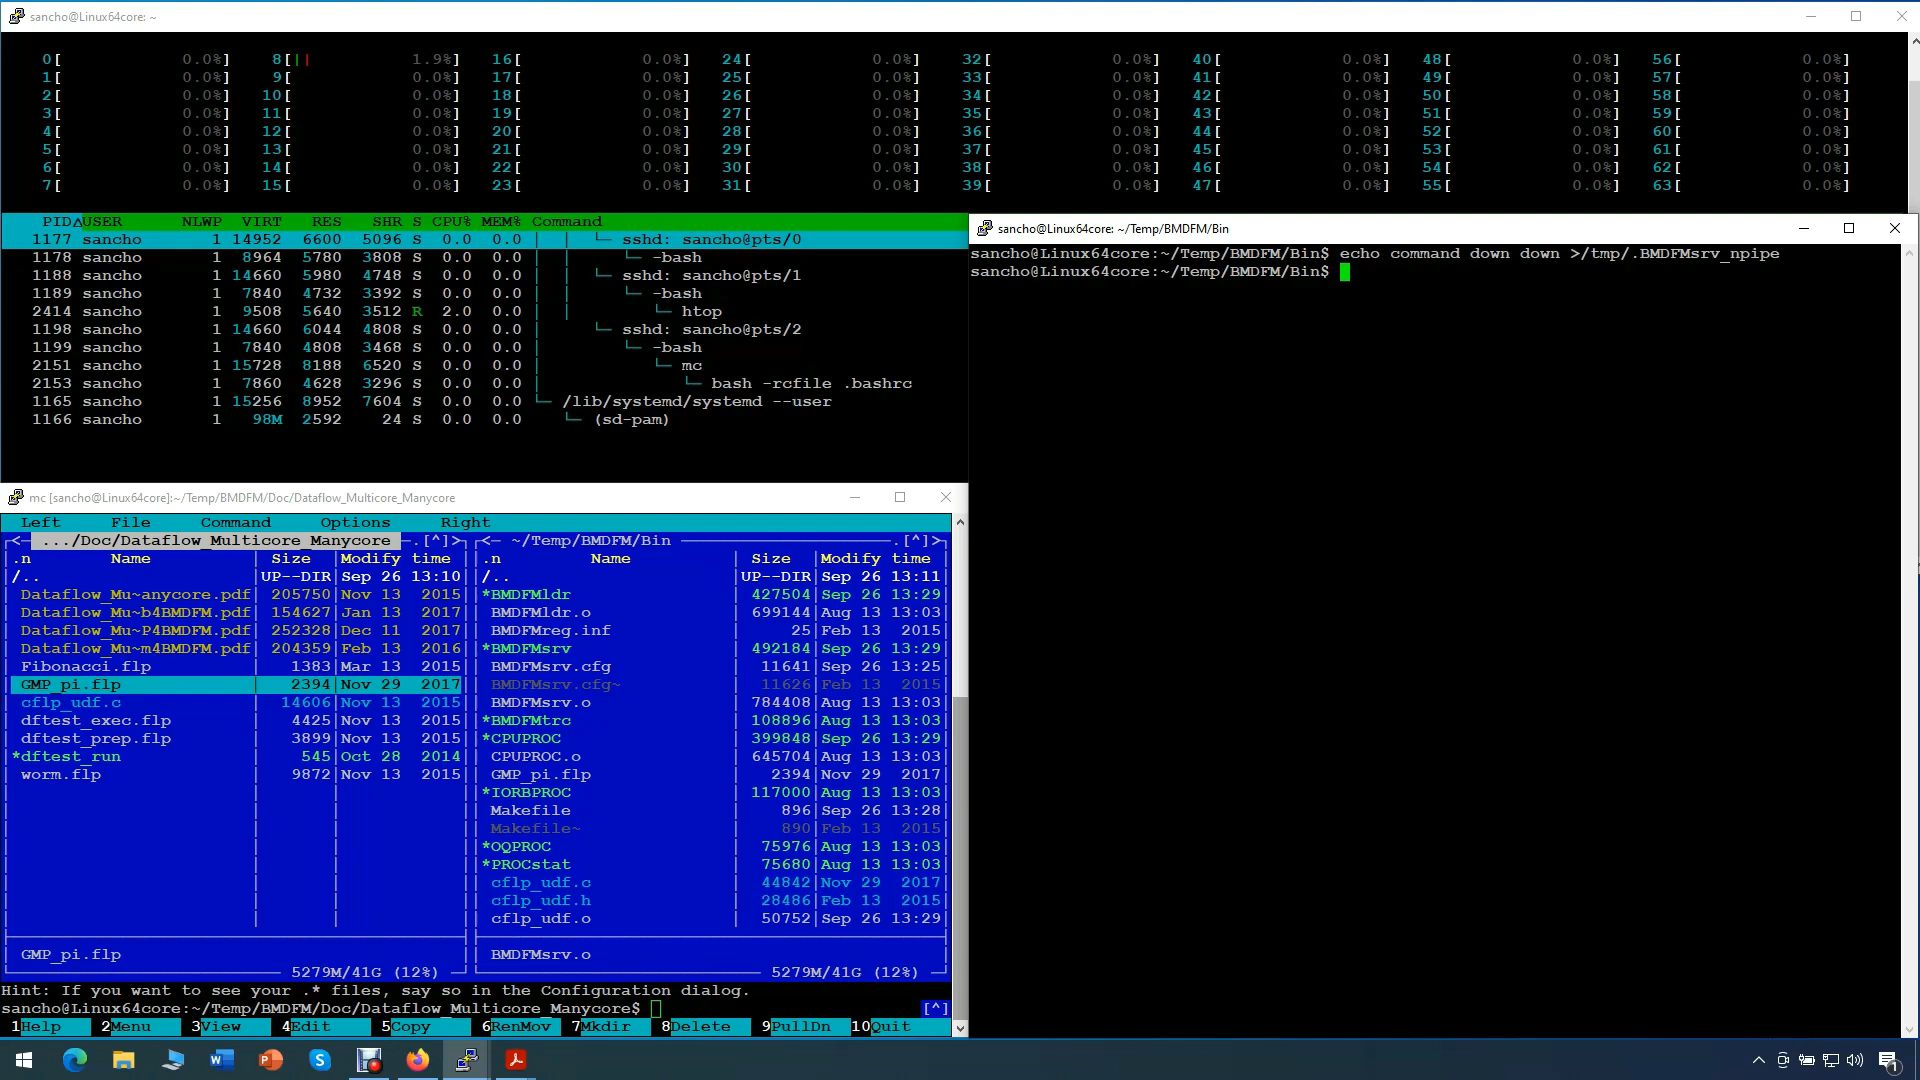 sancho@Linux64core: ~
0[ 0.0%] 8[|| 1.9%] 16[ 0.0%] 24[ 0.0%] 32[ 0.0%] 40[ 0.0%] 48[ 0.0%] 56[ 0.0%]
1[ 0.0%] 9[ 0.0%] 17[ 0.0%] 25[ 0.0%] 33[ 0.0%] 41[ 0.0%] 49[ 0.0%] 57[ 0.0%]
2[ 0.0%] 10[ 0.0%] 18[ 0.0%] 26[ 0.0%] 34[ 0.0%] 42[ 0.0%] 50[ 0.0%] 58[ 0.0%]
3[ 0.0%] 11[ 0.0%] 19[ 0.0%] 27[ 0.0%] 35[ 0.0%] 43[ 0.0%] 51[ 0.0%] 59[ 0.0%]
4[ 0.0%] 12[ 0.0%] 20[ 0.0%] 28[ 0.0%] 36[ 0.0%] 44[ 0.0%] 52[ 0.0%] 60[ 0.0%]
5[ 0.0%] 13[ 0.0%] 21[ 0.0%] 29[ 0.0%] 37[ 0.0%] 45[ 0.0%] 53[ 0.0%] 61[ 0.0%]
6[ 0.0%] 14[ 0.0%] 22[ 0.0%] 30[ 0.0%] 38[ 0.0%] 46[ 0.0%] 54[ 0.0%] 62[ 0.0%]
7[ 0.0%] 15[ 0.0%] 23[ 0.0%] 31[ 0.0%] 39[ 0.0%] 47[ 0.0%] 55[ 0.0%] 63[ 0.0%]
PID△USER NLWP VIRT RES SHR S CPU% MEM% Command
1177 sancho 1 14952 6600 5096 S 0.0 0.0 │ │ └─ sshd: sancho@pts/0
1178 sancho 1 8964 5780 3808 S 0.0 0.0 │ │ └─ -bash
1188 sancho 1 14660 5980 4748 S 0.0 0.0 │ │ └─ sshd: sancho@pts/1
1189 sancho 1 7840 4732 3392 S 0.0 0.0 │ │ └─ -bash
2414 sancho 1 9508 5640 3512 R 2.0 0.0 │ │ └─ htop
1198 sancho 1 14660 6044 4808 S 0.0 0.0 │ └─ sshd: sancho@pts/2
1199 sancho 1 7840 4808 3468 S 0.0 0.0 │ └─ -bash
2151 sancho 1 15728 8188 6520 S 0.0 0.0 │ └─ mc
2153 sancho 1 7860 4628 3296 S 0.0 0.0 │ └─ bash -rcfile .bashrc
1165 sancho 1 15256 8952 7604 S 0.0 0.0 └─ /lib/systemd/systemd --user
1166 sancho 1 98M 2592 24 S 0.0 0.0 └─ (sd-pam)
sancho@Linux64core: ~/Temp/BMDFM/Bin
sancho@Linux64core:~/Temp/BMDFM/Bin$ echo command down down >/tmp/.BMDFMsrv_npipe
sancho@Linux64core:~/Temp/BMDFM/Bin$
mc [sancho@Linux64core]:~/Temp/BMDFM/Doc/Dataflow_Multicore_Manycore
Left File Command Options Right
<─ .../Doc/Dataflow_Multicore_Manycore ─.[^]> <─ ~/Temp/BMDFM/Bin .[^]>
.n Name Size Modify time .n Name Size Modify time
/.. UP--DIR Sep 26 13:10 /.. UP--DIR Sep 26 13:11
Dataflow_Mu~anycore.pdf 205750 Nov 13 2015 *BMDFMldr 427504 Sep 26 13:29
Dataflow_Mu~b4BMDFM.pdf 154627 Jan 13 2017 BMDFMldr.o 699144 Aug 13 13:03
Dataflow_Mu~P4BMDFM.pdf 252328 Dec 11 2017 BMDFMreg.inf 25 Feb 13 2015
Dataflow_Mu~m4BMDFM.pdf 204359 Feb 13 2016 *BMDFMsrv 492184 Sep 26 13:29
Fibonacci.flp 1383 Mar 13 2015 BMDFMsrv.cfg 11641 Sep 26 13:25
GMP_pi.flp 2394 Nov 29 2017 BMDFMsrv.cfg~ 11626 Feb 13 2015
cflp_udf.c 14606 Nov 13 2015 BMDFMsrv.o 784408 Aug 13 13:03
dftest_exec.flp 4425 Nov 13 2015 *BMDFMtrc 108896 Aug 13 13:03
dftest_prep.flp 3899 Nov 13 2015 *CPUPROC 399848 Sep 26 13:29
*dftest_run 545 Oct 28 2014 CPUPROC.o 645704 Aug 13 13:03
worm.flp 9872 Nov 13 2015 GMP_pi.flp 2394 Nov 29 2017
*IORBPROC 117000 Aug 13 13:03
Makefile 896 Sep 26 13:28
Makefile~ 890 Feb 13 2015
*OQPROC 75976 Aug 13 13:03
*PROCstat 75680 Aug 13 13:03
cflp_udf.c 44842 Nov 29 2017
cflp_udf.h 28486 Feb 13 2015
cflp_udf.o 50752 Sep 26 13:29
GMP_pi.flp BMDFMsrv.o
5279M/41G (12%) 5279M/41G (12%)
Hint: If you want to see your .* files, say so in the Configuration dialog.
sancho@Linux64core:~/Temp/BMDFM/Doc/Dataflow_Multicore_Manycore$ [^]
1Help 2Menu 3View 4Edit 5Copy 6RenMov 7Mkdir 8Delete 9PullDn 10Quit
1